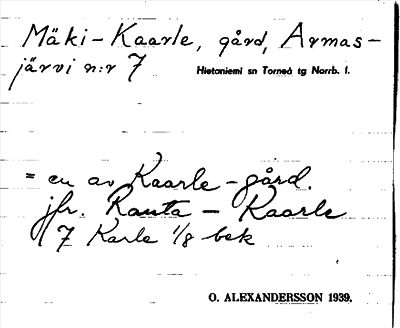 Mäki-Kaarle, gård, Armas-
järvi n:r 7 Hietaniemi sn Torneå tg Norrb. l.
= en av Kaarle-gård.
jfr. Rauta-Kaarle
7 Karle 1/8 bek
O. ALEXANDERSSON 1939.